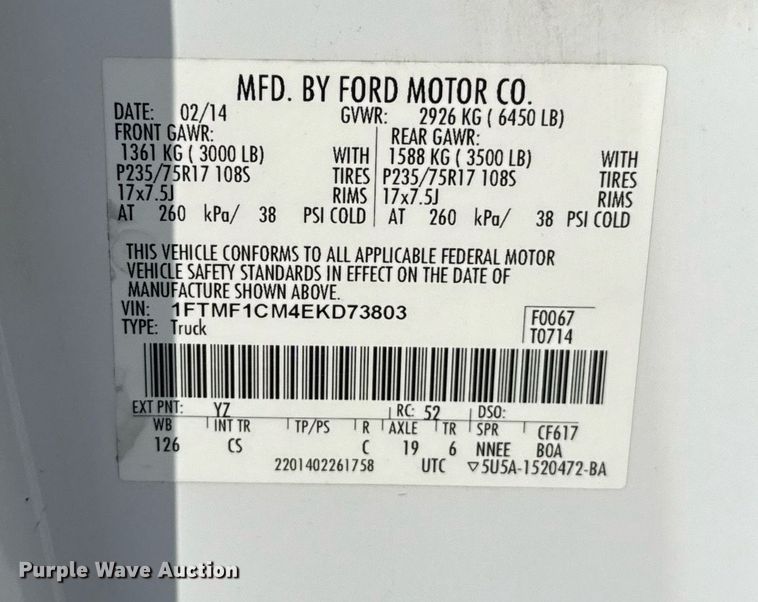 MFD. BY FORD MOTOR CO.
DATE: 02/14 GVWR: 2926 KG ( 6450 LB)
FRONT GAWR: REAR GAWR:
1361 KG ( 3000 LB) WITH 1588 KG ( 3500 LB) WITH
P235/75R17 108S TIRES P235/75R17 108S TIRES
17x7.5J RIMS 17x7.5J RIMS
AT 260 kPa/ 38 PSI COLD AT 260 kPa/ 38 PSI COLD
THIS VEHICLE CONFORMS TO ALL APPLICABLE FEDERAL MOTOR
VEHICLE SAFETY STANDARDS IN EFFECT ON THE DATE OF
MANUFACTURE SHOWN ABOVE.
VIN: 1FTMF1CM4EKD73803 F0067
TYPE: Truck T0714
EXT PNT: YZ RC: 52 DSO:
WB INT TR TP/PS R AXLE TR SPR CF617
126 CS C 19 6 NNEE BOA
2201402261758 UTC ▽5U5A-1520472-BA
Purple Wave Auction